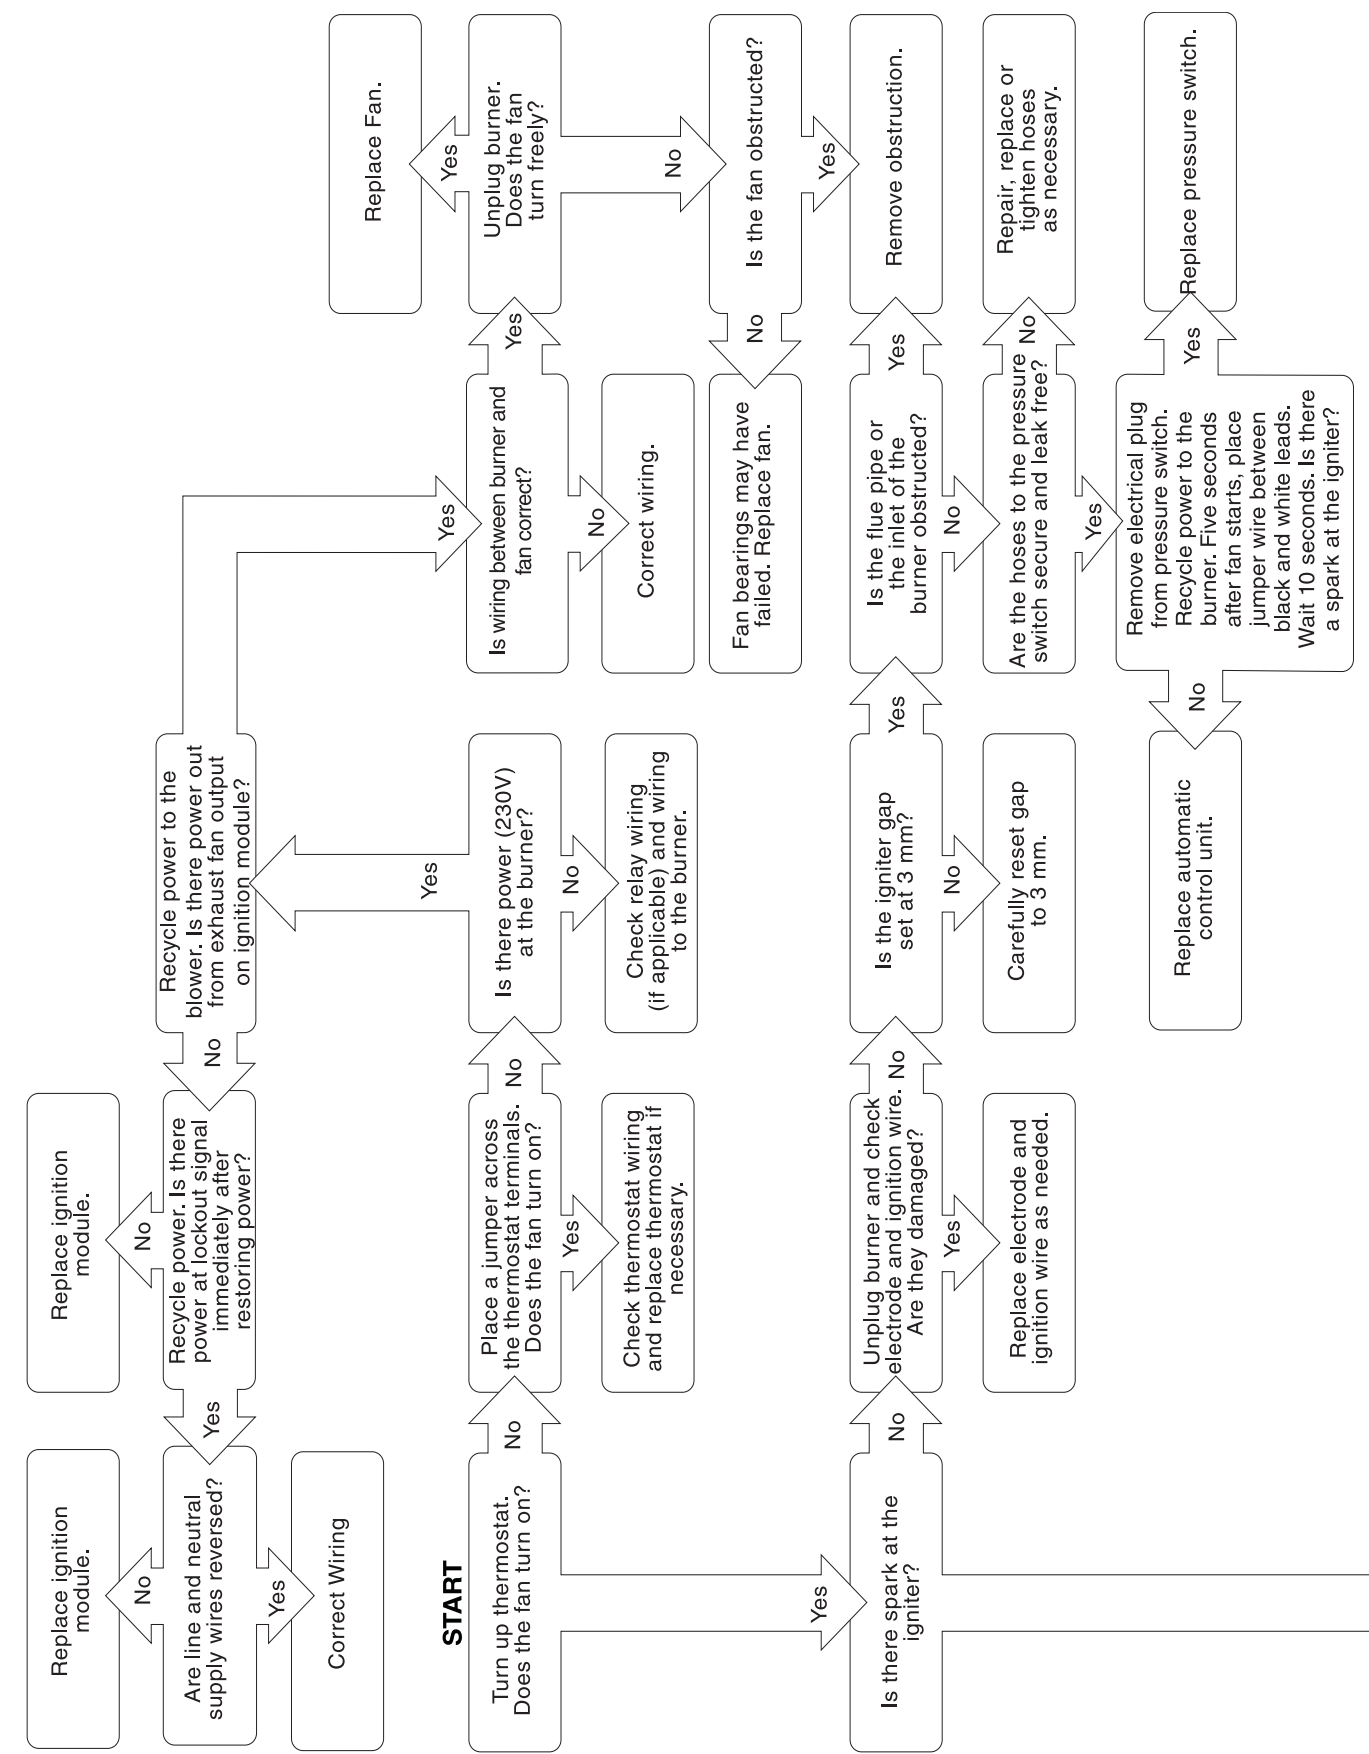 START
Turn up thermostat.
Does the fan turn on?
No
Place a jumper across
the thermostat terminals.
Does the fan turn on?
No
Is there power (230V)
at the burner?
Yes
Check thermostat wiring
and replace thermostat if
necessary.
No
Check relay wiring
(if applicable) and wiring
to the burner.
Yes
Recycle power to the
blower. Is there power out
from exhaust fan output
on ignition module?
No
Recycle power. Is there
power at lockout signal
immediately after
restoring power?
No
Replace ignition
module.
Yes
Are line and neutral
supply wires reversed?
No
Replace ignition
module.
Yes
Correct Wiring
Yes
Is wiring between burner and
fan correct?
No
Correct wiring.
Yes
Unplug burner.
Does the fan
turn freely?
Yes
Replace Fan.
No
Is the fan obstructed?
No
Fan bearings may have
failed. Replace fan.
Yes
Remove obstruction.
Yes
Is there spark at the
igniter?
No
Unplug burner and check
electrode and ignition wire.
Are they damaged?
Yes
Replace electrode and
ignition wire as needed.
No
Is the igniter gap
set at 3 mm?
No
Carefully reset gap
to 3 mm.
Yes
Is the flue pipe or
the inlet of the
burner obstructed?
Yes
No
Are the hoses to the pressure
switch secure and leak free?
No
Repair, replace or
tighten hoses
as necessary.
Yes
Remove electrical plug
from pressure switch.
Recycle power to the
burner. Five seconds
after fan starts, place
jumper wire between
black and white leads.
Wait 10 seconds. Is there
a spark at the igniter?
Yes
Replace pressure switch.
No
Replace automatic
control unit.